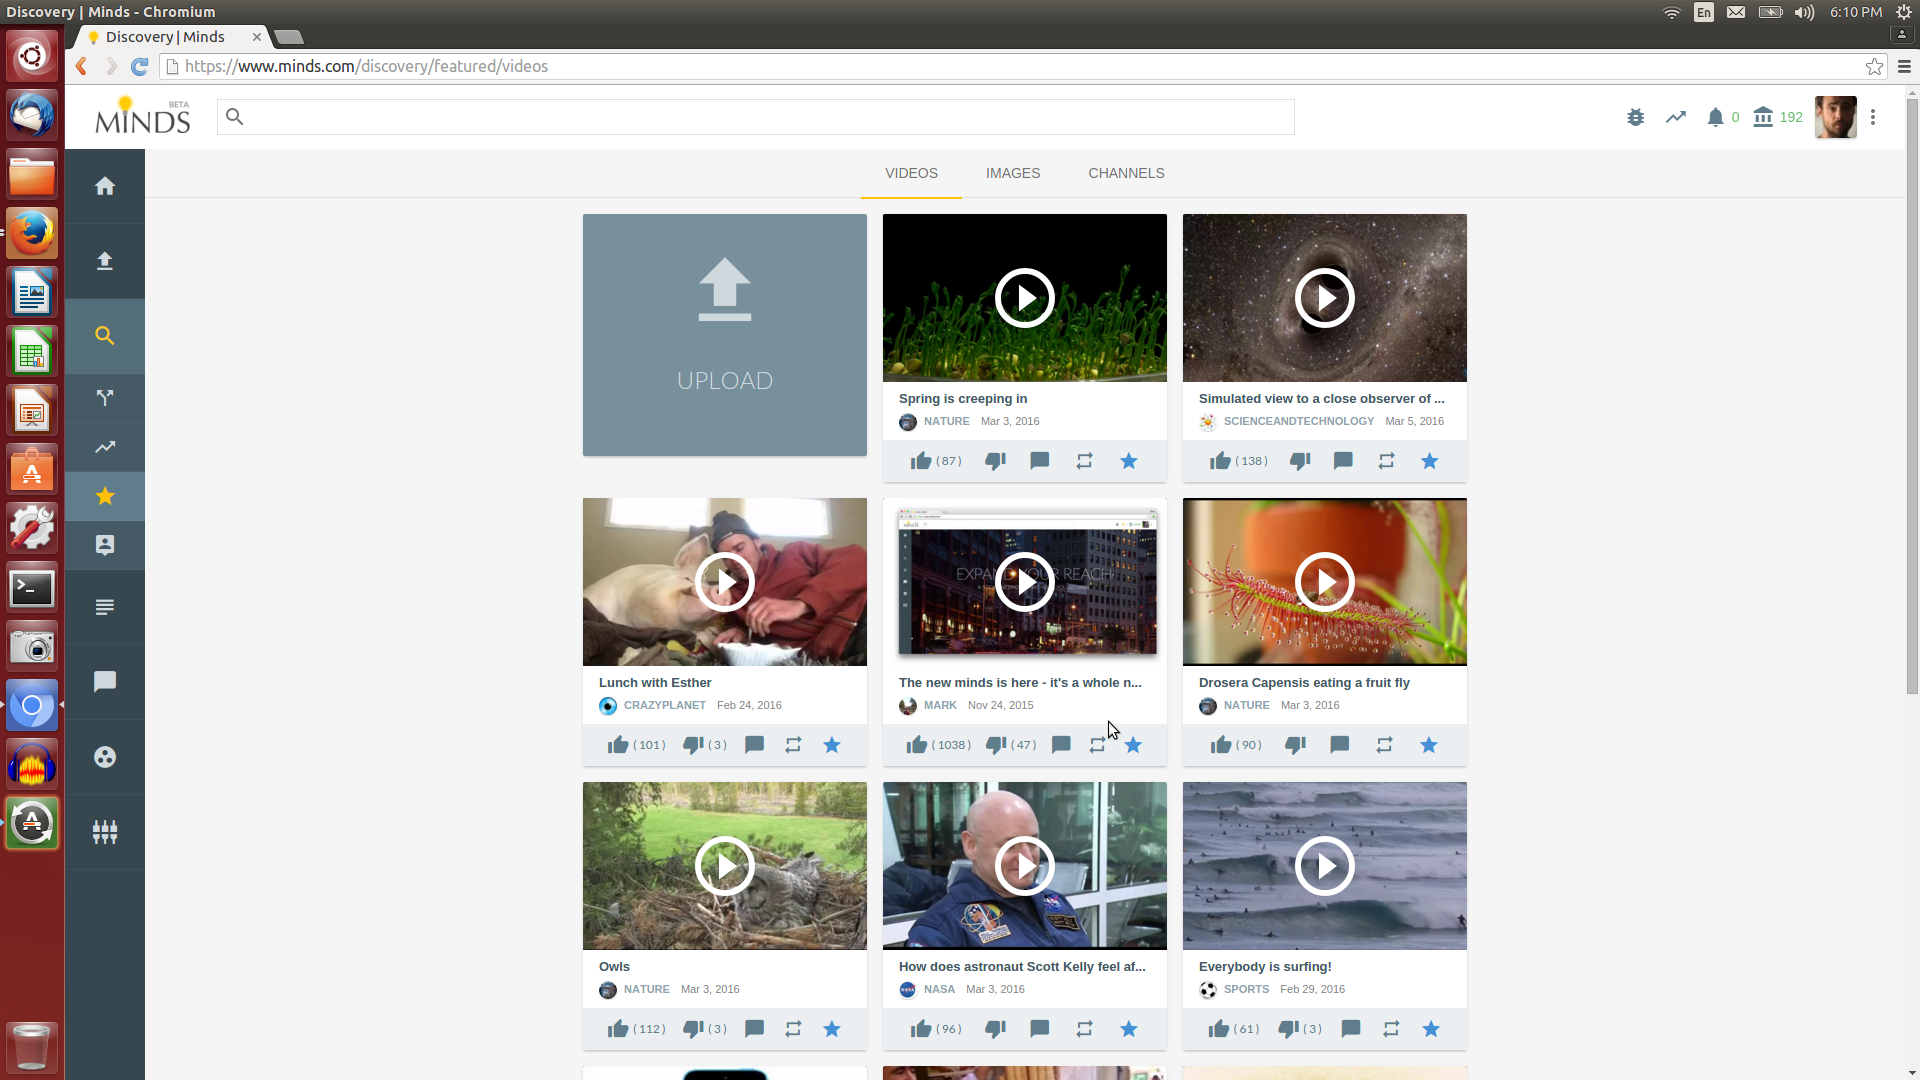 Discovery | Minds - Chromium
En
6:10 PM
Discovery | Minds
https://www.minds.com/discovery/featured/videos
BETA
MINDS
0
192
VIDEOS
IMAGES
CHANNELS
UPLOAD
Spring is creeping in
NATURE Mar 3, 2016
(87)
Simulated view to a close observer of ...
SCIENCEANDTECHNOLOGY Mar 5, 2016
(138)
Lunch with Esther
CRAZYPLANET Feb 24, 2016
(101) (3)
MINDS
EXPAND YOUR REACH
The new minds is here - it's a whole n...
MARK Nov 24, 2015
(1038) (47)
Drosera Capensis eating a fruit fly
NATURE Mar 3, 2016
(90)
Owls
NATURE Mar 3, 2016
(112) (3)
How does astronaut Scott Kelly feel af...
NASA NASA Mar 3, 2016
(96)
Everybody is surfing!
SPORTS Feb 29, 2016
(61) (3)